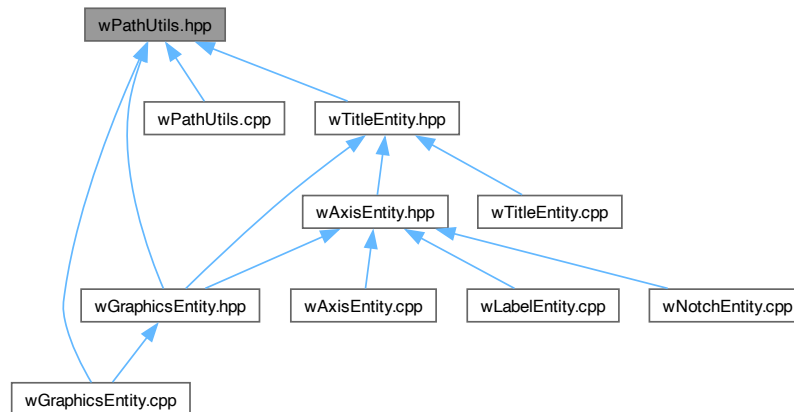 wPathUtils.hpp
wPathUtils.cpp
wTitleEntity.hpp
wAxisEntity.hpp
wTitleEntity.cpp
wGraphicsEntity.hpp
wAxisEntity.cpp
wLabelEntity.cpp
wNotchEntity.cpp
wGraphicsEntity.cpp